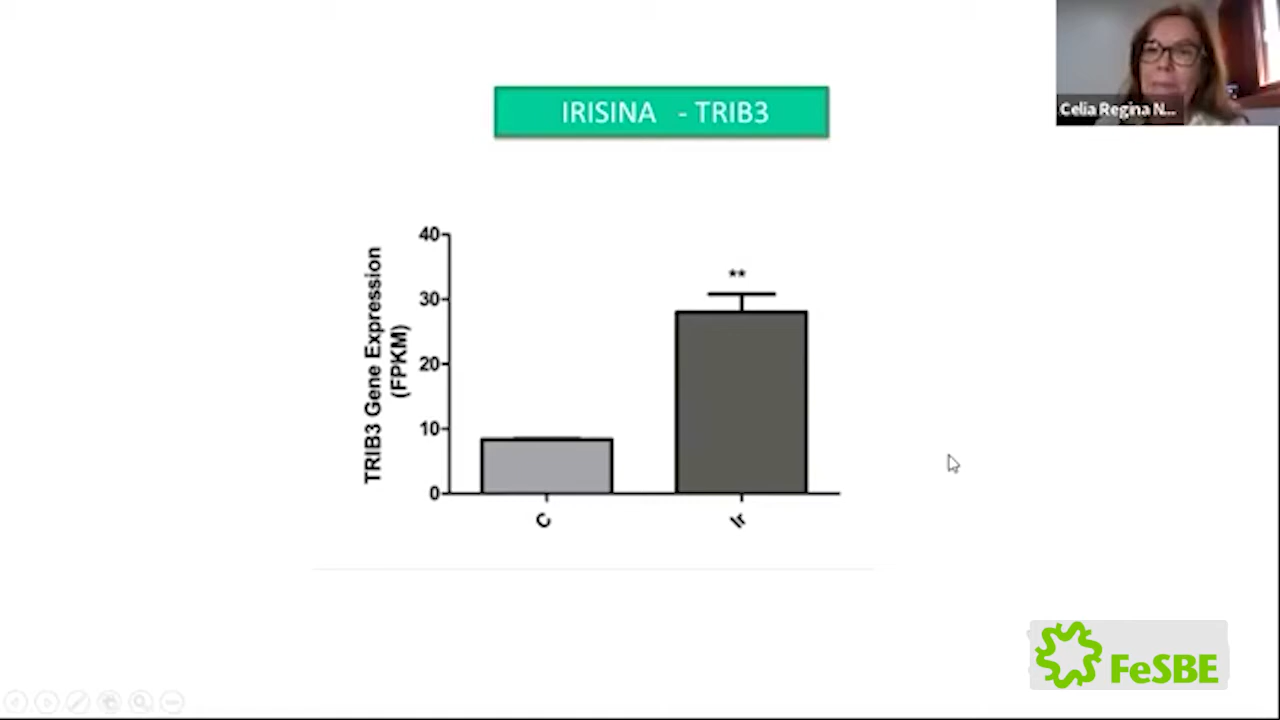 IRISINA - TRIB3
Celia Regina N...
TRIB3 Gene Expression
(FPKM)
40
30
20
10
0
**
C
Ir
FeSBE